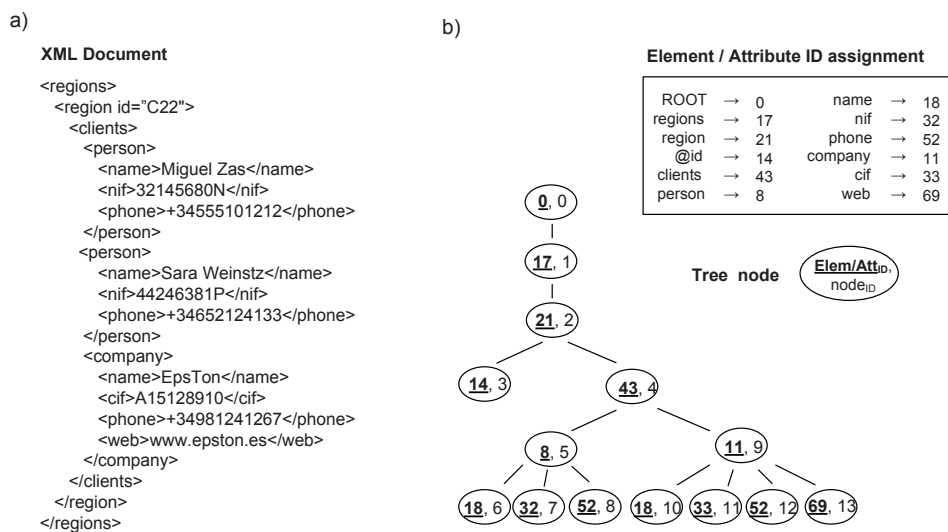 a)
XML Document
<regions>
<region id="C22">
<clients>
<person>
<name>Miguel Zas</name>
<nif>32145680N</nif>
<phone>+34555101212</phone>
</person>
<person>
<name>Sara Weinstz</name>
<nif>44246381P</nif>
<phone>+34652124133</phone>
</person>
<company>
<name>EpsTon</name>
<cif>A15128910</cif>
<phone>+34981241267</phone>
<web>www.epston.es</web>
</company>
</clients>
</region>
</regions>
b)
Element / Attribute ID assignment
ROOT → 0 name → 18
regions → 17 nif → 32
region → 21 phone → 52
@id → 14 company → 11
clients → 43 cif → 33
person → 8 web → 69
Tree node
Elem/AttID,
nodeID
0, 0
17, 1
21, 2
14, 3
43, 4
8, 5
11, 9
18, 6
32, 7
52, 8
18, 10
33, 11
52, 12
69, 13